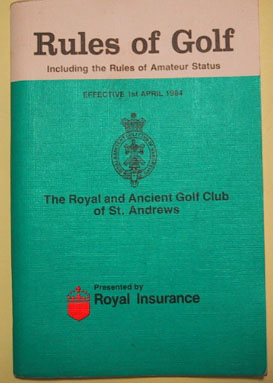 Rules of Golf
Including the Rules of Amateur Status
EFFECTIVE 1st APRIL 1984
The Royal and Ancient Golf Club
of St. Andrews
Presented by
Royal Insurance